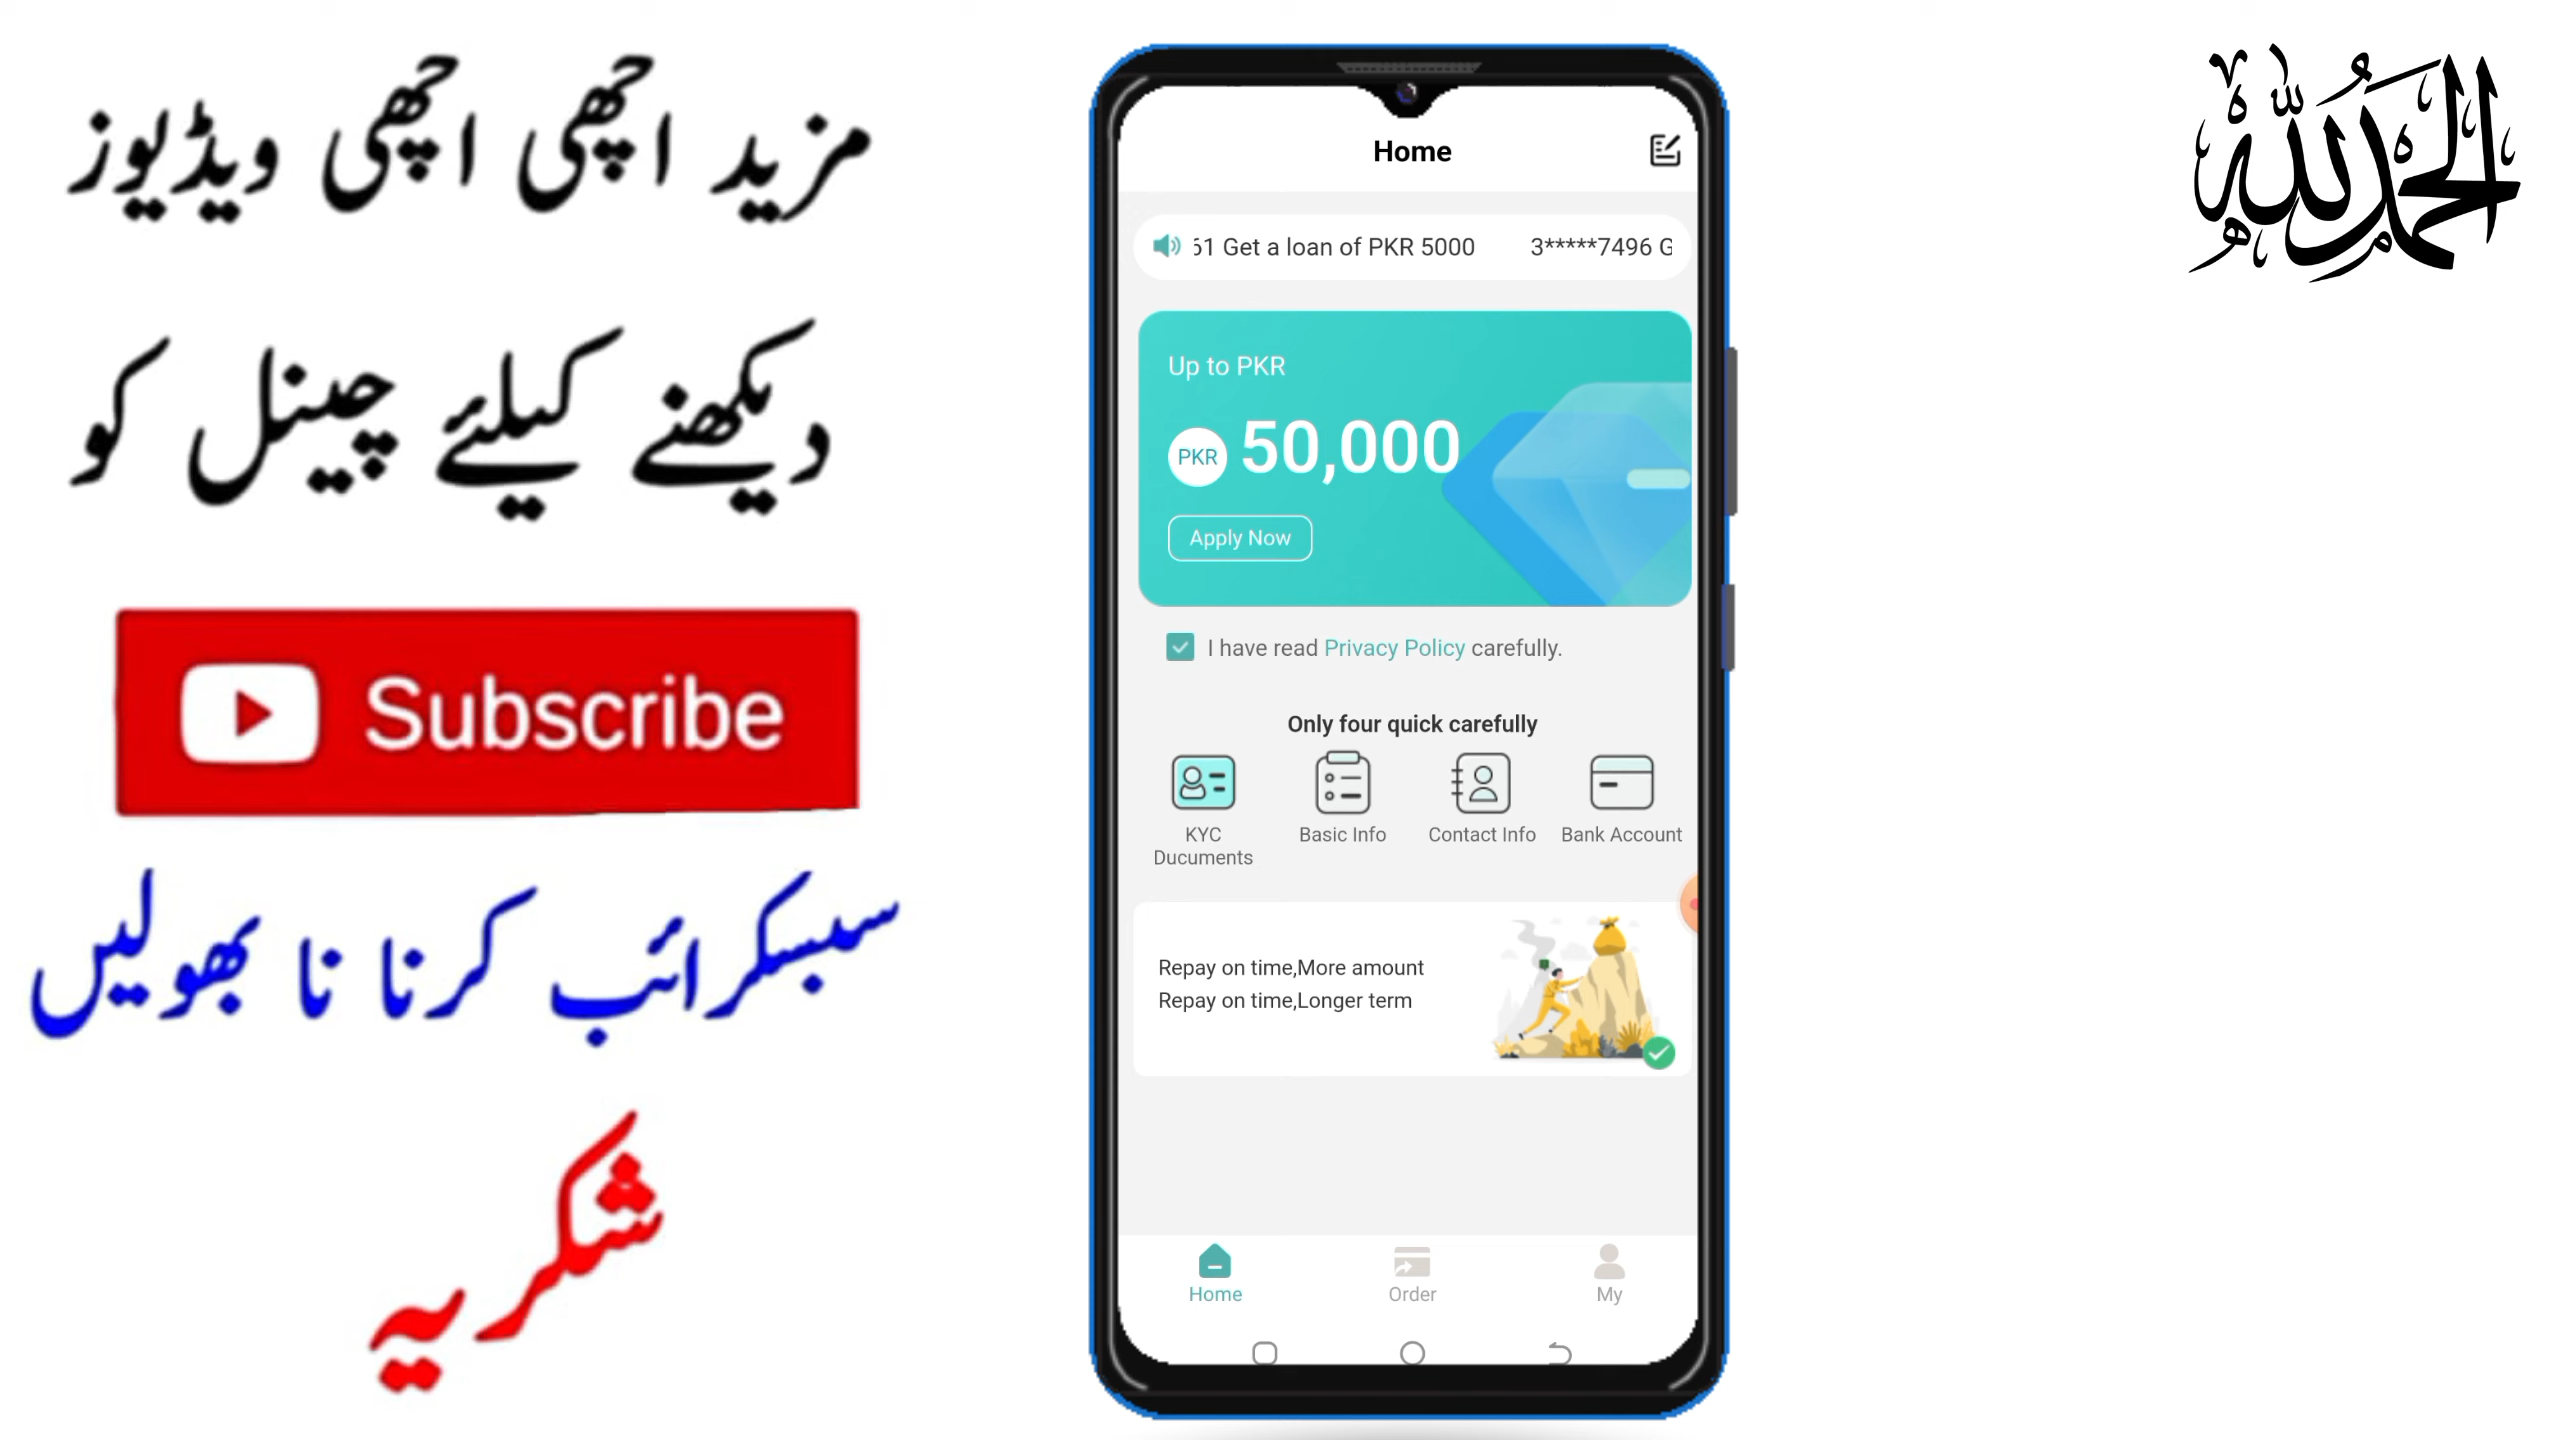 مزید اچھی اچھی ویڈیوز
دیکھنے کیلئے چینل کو
Subscribe
سبسکرائب کرنا نا بھولیں
شکریہ
Home
61 Get a loan of PKR 5000 3*****7496 G
Up to PKR
PKR 50,000
Apply Now
I have read Privacy Policy carefully.
Only four quick carefully
KYC Ducuments
Basic Info
Contact Info
Bank Account
Repay on time,More amount
Repay on time,Longer term
Home
Order
My
الحمدلله